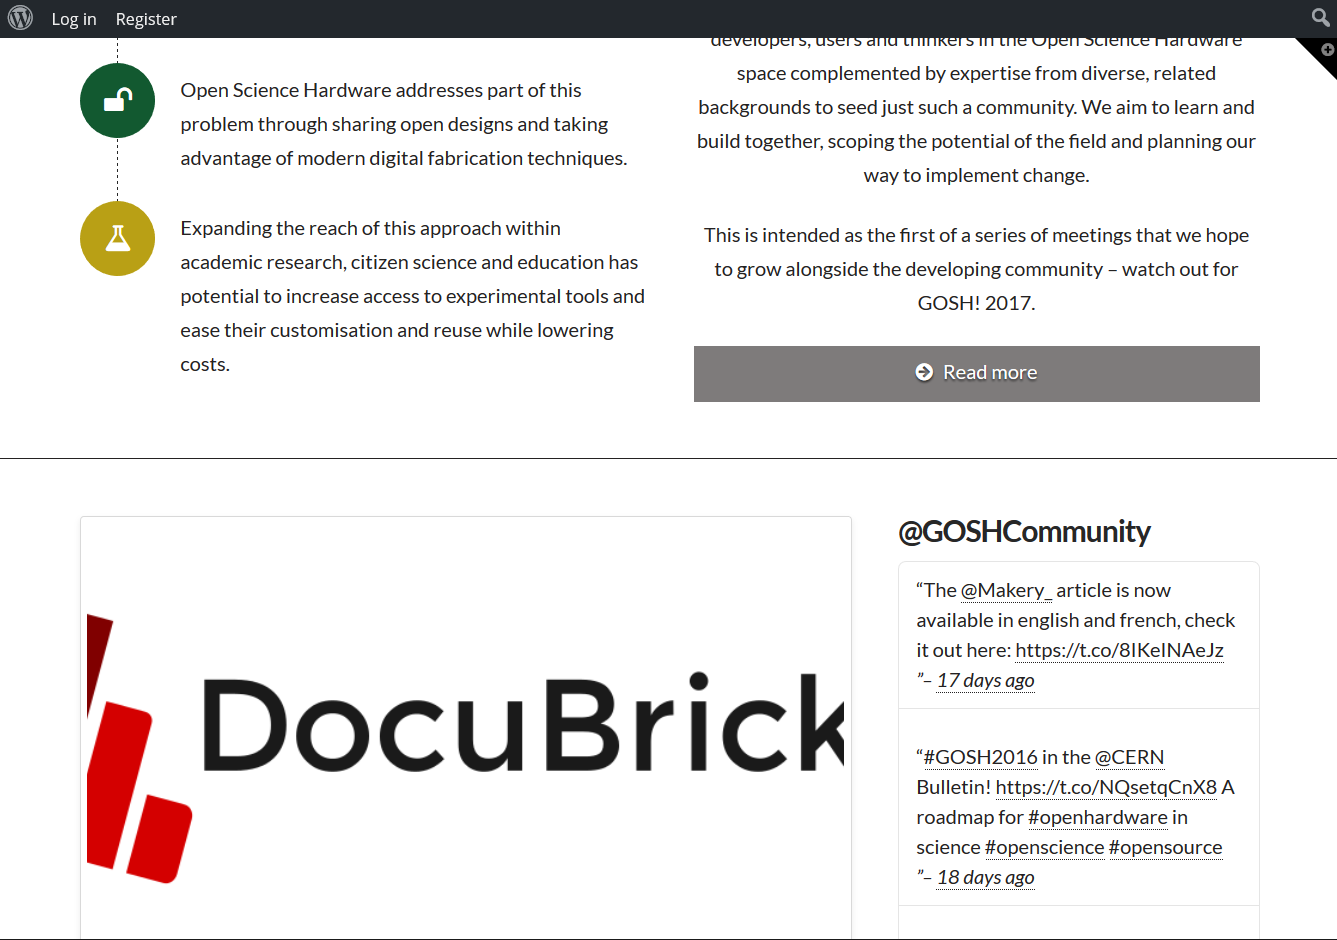 Log in Register
Open Science Hardware addresses part of this
problem through sharing open designs and taking
advantage of modern digital fabrication techniques.
Expanding the reach of this approach within
academic research, citizen science and education has
potential to increase access to experimental tools and
ease their customisation and reuse while lowering
costs.
developers, users and thinkers in the Open Science Hardware
space complemented by expertise from diverse, related
backgrounds to seed just such a community. We aim to learn and
build together, scoping the potential of the field and planning our
way to implement change.
This is intended as the first of a series of meetings that we hope
to grow alongside the developing community – watch out for
GOSH! 2017.
Read more
DocuBrick
@GOSHCommunity
“The @Makery_ article is now
available in english and french, check
it out here: https://t.co/8IKeINAeJz
”– 17 days ago
“#GOSH2016 in the @CERN
Bulletin! https://t.co/NQsetqCnX8 A
roadmap for #openhardware in
science #openscience #opensource
”– 18 days ago